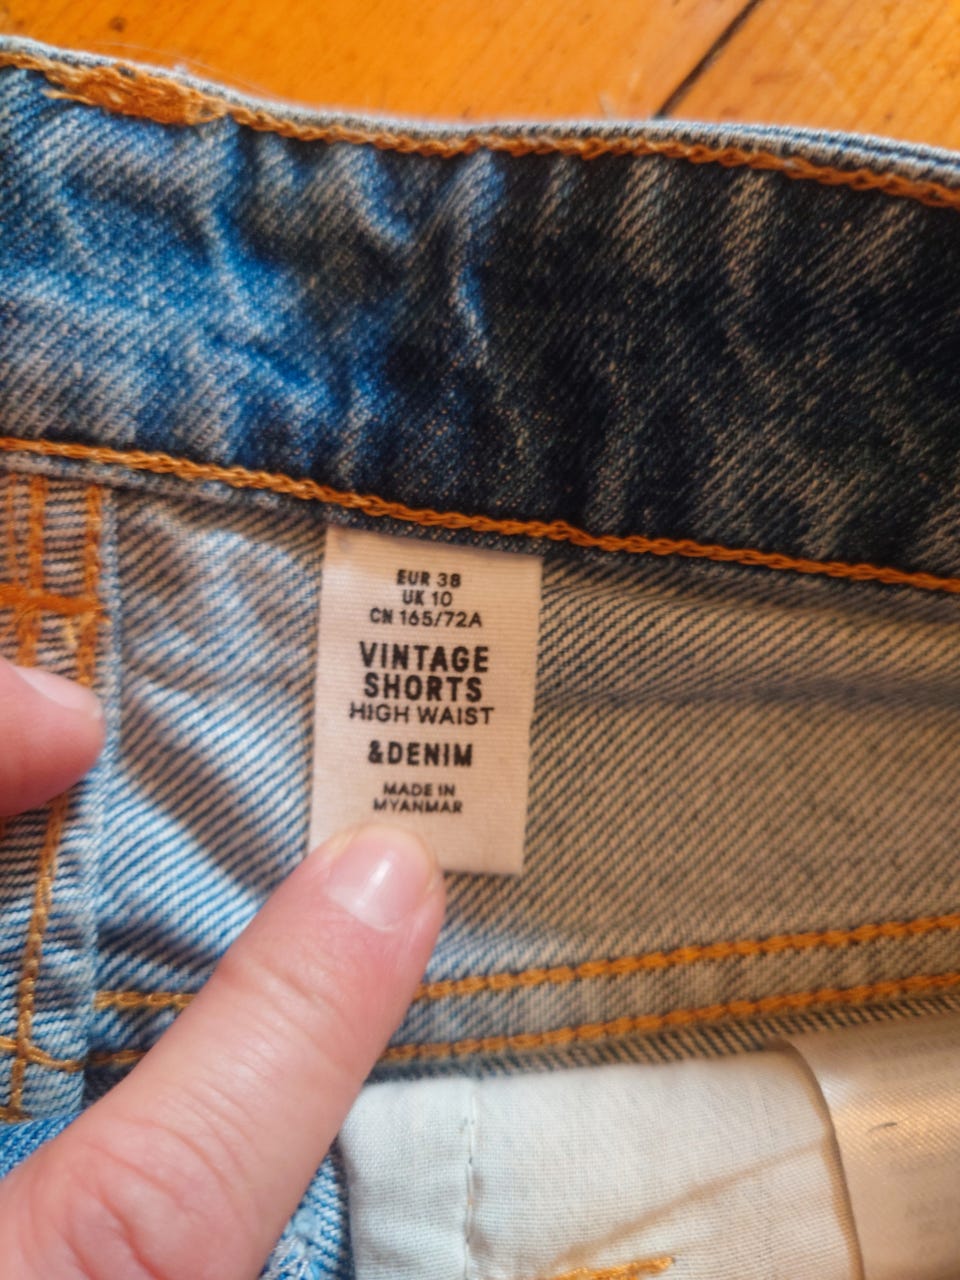 EUR 38
UK 10
CN 165/72A
VINTAGE
SHORTS
HIGH WAIST
&DENIM
MADE IN
MYANMAR